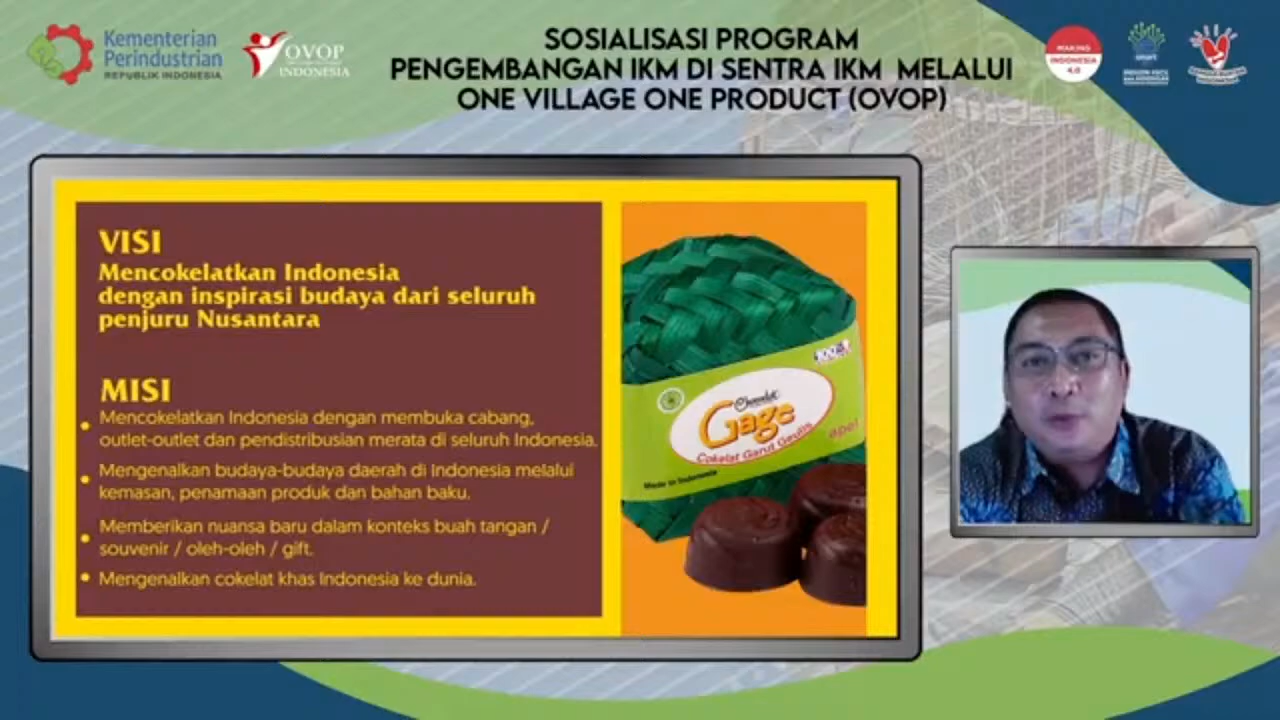 Kementerian
Perindustrian
REPUBLIK INDONESIA
OVOP
INDONESIA
SOSIALISASI PROGRAM
PENGEMBANGAN IKM DI SENTRA IKM MELALUI
ONE VILLAGE ONE PRODUCT (OVOP)
MAKING
INDONESIA
4.0
VISI
Mencokelatkan Indonesia
dengan inspirasi budaya dari seluruh
penjuru Nusantara
MISI
Mencokelatkan Indonesia dengan membuka cabang,
outlet-outlet dan pendistribusian merata di seluruh Indonesia.
Mengenalkan budaya-budaya daerah di Indonesia melalui
kemasan, penamaan produk dan bahan baku.
Memberikan nuansa baru dalam konteks buah tangan /
souvenir / oleh-oleh / gift.
Mengenalkan cokelat khas Indonesia ke dunia.
Chocolate
Gage
Cokelat Garut Geulis
apel
Made in Indonesia